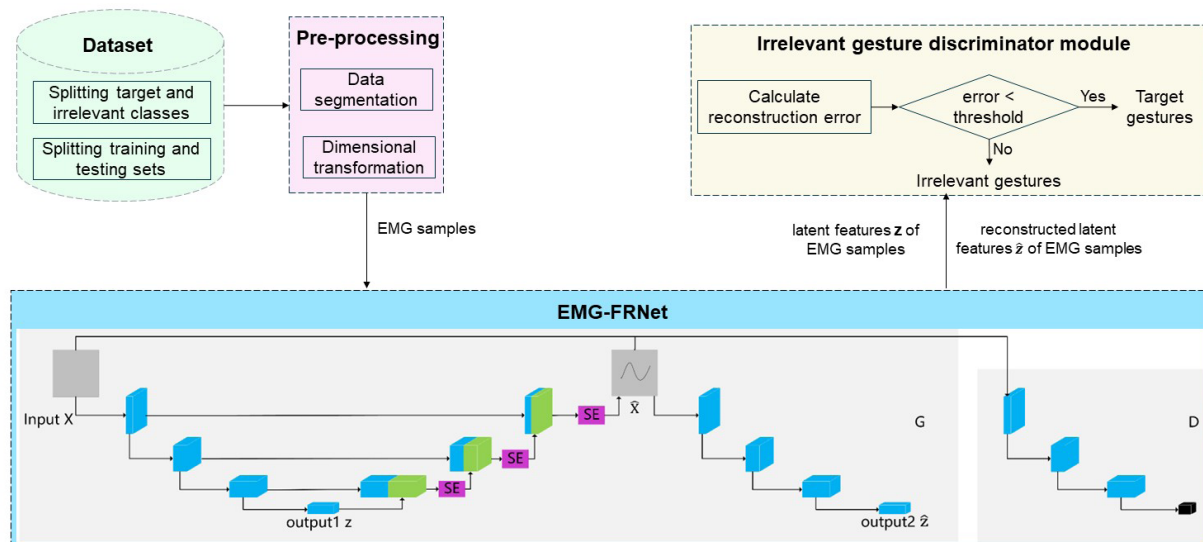 Dataset
Splitting target and
irrelevant classes
Splitting training and
testing sets
Pre-processing
Data
segmentation
Dimensional
transformation
Irrelevant gesture discriminator module
Calculate
reconstruction error
error <
threshold
Yes
Target
gestures
No
Irrelevant gestures
EMG samples
latent features z of
EMG samples
reconstructed latent
features ẑ of EMG samples
EMG-FRNet
Input X
SE
SE
SE
X̂
G
D
output1 z
output2 ẑ